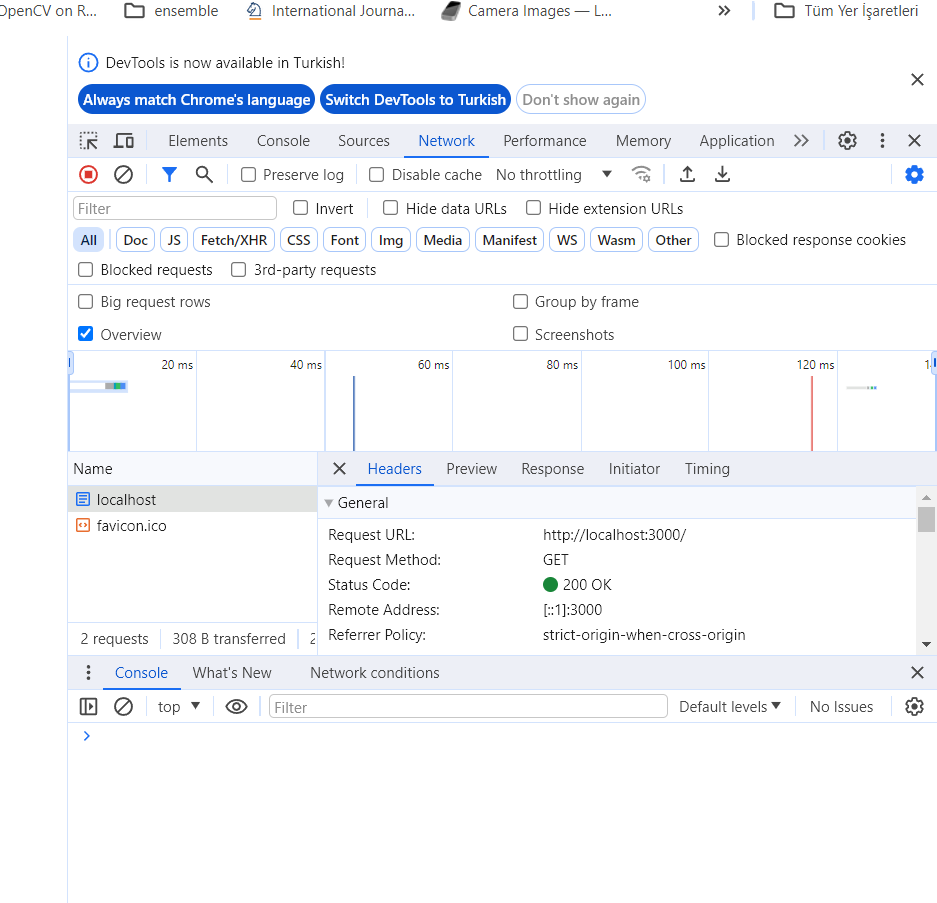 OpenCV on R... ensemble International Journa... Camera Images — L... Tüm Yer İşaretleri
DevTools is now available in Turkish!
Always match Chrome's language Switch DevTools to Turkish Don't show again
Elements Console Sources Network Performance Memory Application
Preserve log Disable cache No throttling
Filter Invert Hide data URLs Hide extension URLs
All Doc JS Fetch/XHR CSS Font Img Media Manifest WS Wasm Other Blocked response cookies
Blocked requests 3rd-party requests
Big request rows Group by frame
Overview Screenshots
20 ms 40 ms 60 ms 80 ms 100 ms 120 ms
Name Headers Preview Response Initiator Timing
localhost
favicon.ico
General
Request URL: http://localhost:3000/
Request Method: GET
Status Code: 200 OK
Remote Address: [::1]:3000
Referrer Policy: strict-origin-when-cross-origin
2 requests 308 B transferred 2
Console What's New Network conditions
top Filter Default levels No Issues